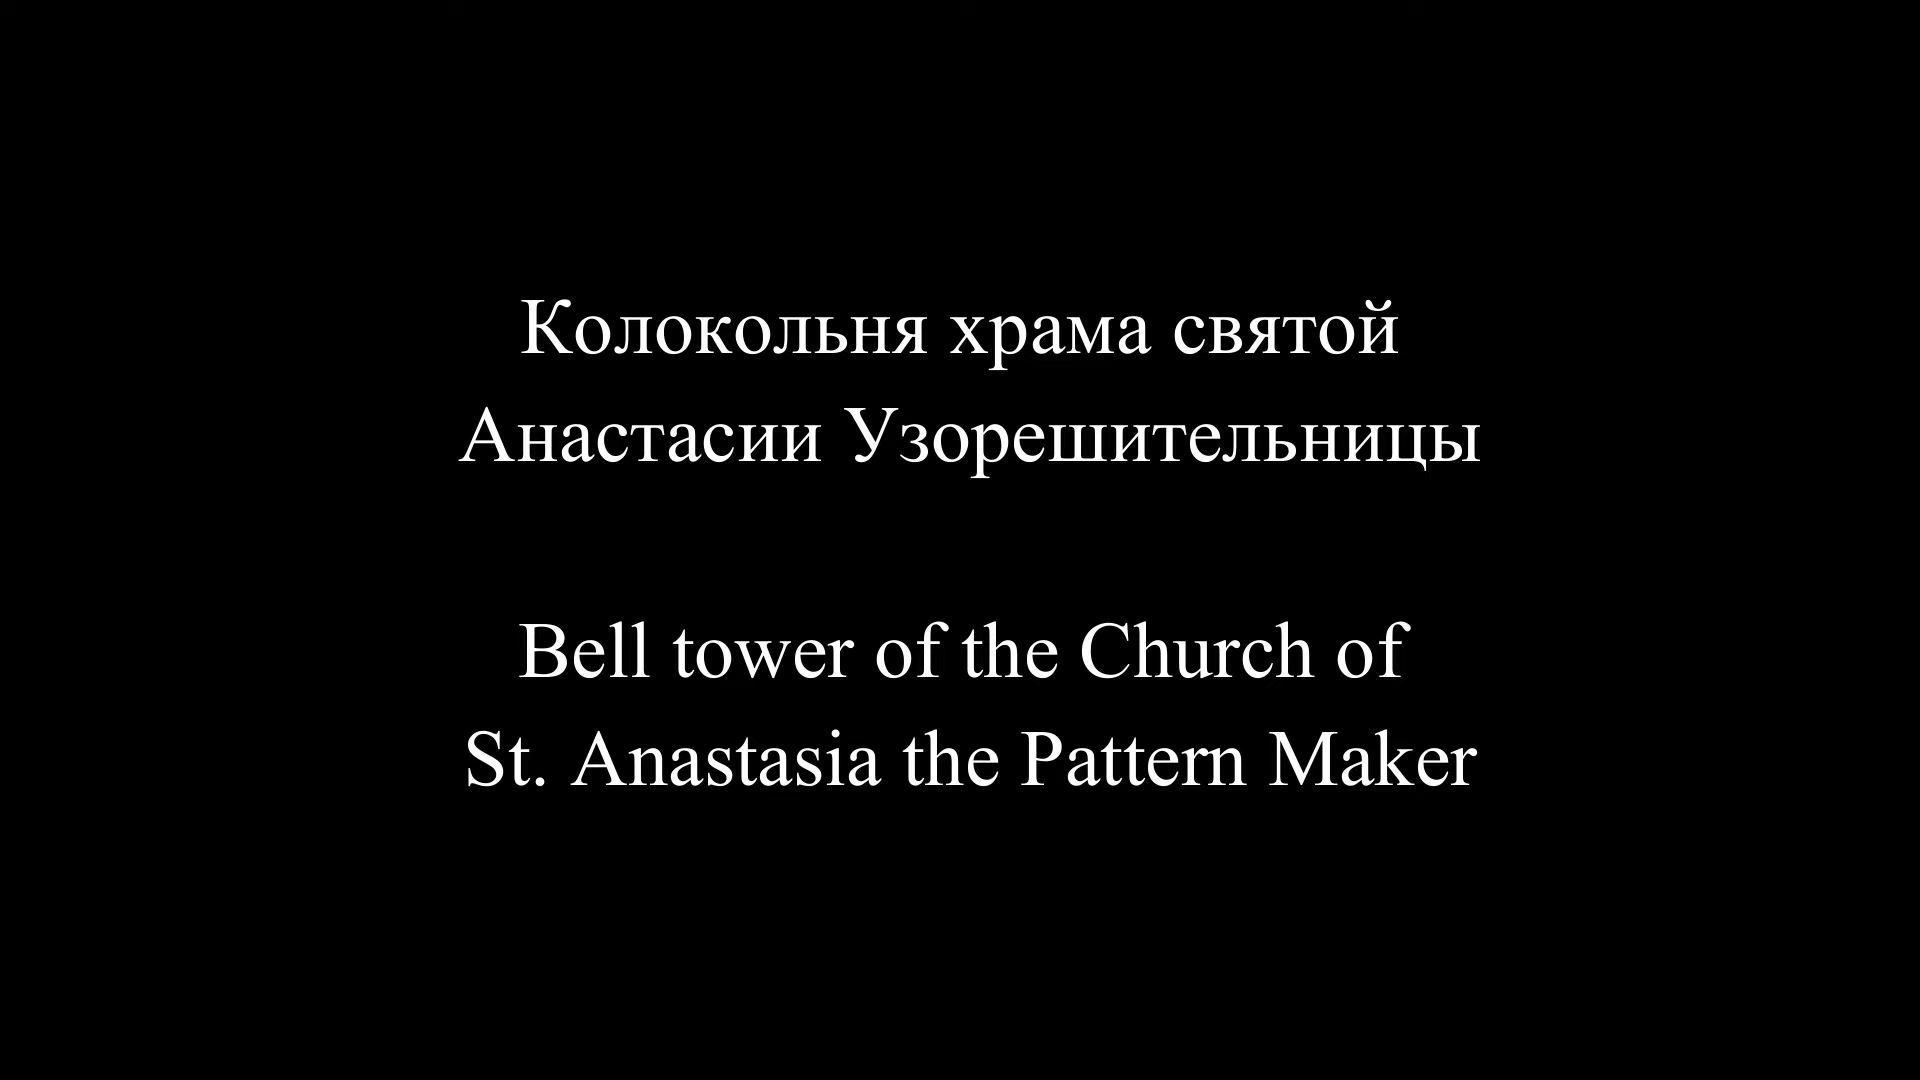 Колокольня храма святой
Анастасии Узорешительницы
Bell tower of the Church of
St. Anastasia the Pattern Maker